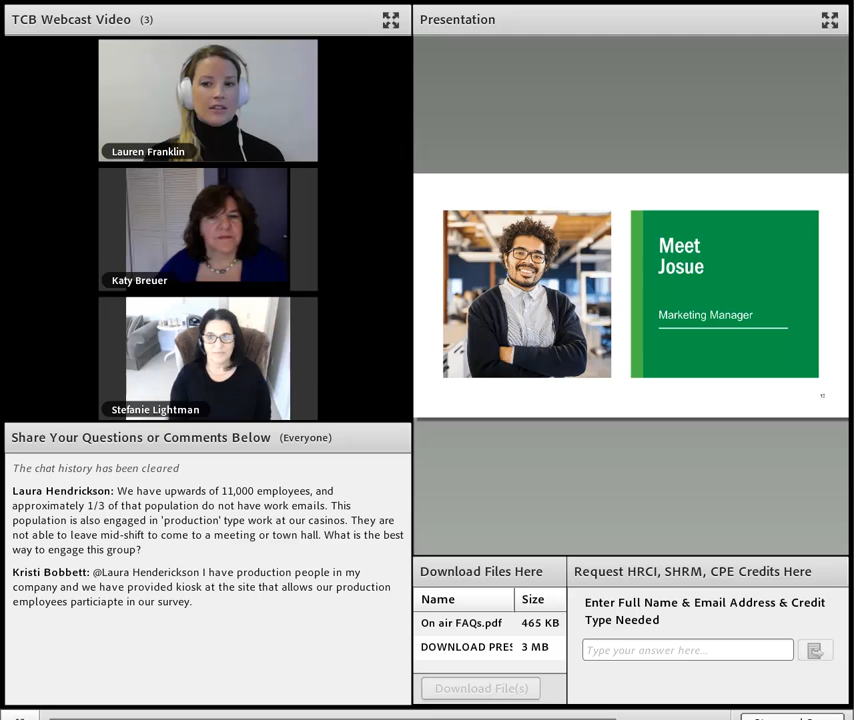 TCB Webcast Video (3)
Lauren Franklin
Katy Breuer
Stefanie Lightman
Share Your Questions or Comments Below (Everyone)
The chat history has been cleared
Laura Hendrickson: We have upwards of 11,000 employees, and
approximately 1/3 of that population do not have work emails. This
population is also engaged in 'production' type work at our casinos. They are
not able to leave mid-shift to come to a meeting or town hall. What is the best
way to engage this group?
Kristi Bobbett: @Laura Henderickson I have production people in my
company and we have provided kiosk at the site that allows our production
employees particiapte in our survey.
Presentation
Meet
Josue
Marketing Manager
Download Files Here
Name Size
On air FAQs.pdf 465 KB
DOWNLOAD PRES 3 MB
Download File(s)
Request HRCI, SHRM, CPE Credits Here
Enter Full Name & Email Address & Credit
Type Needed
Type your answer here...